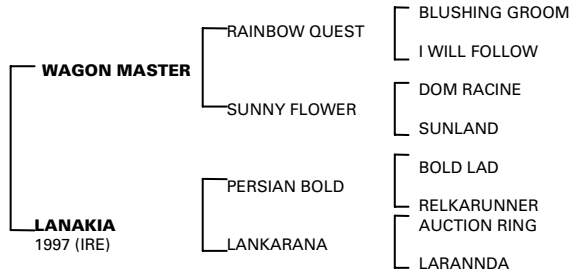 BLUSHING GROOM
RAINBOW QUEST
I WILL FOLLOW
WAGON MASTER
DOM RACINE
SUNNY FLOWER
SUNLAND
BOLD LAD
PERSIAN BOLD
RELKARUNNER
LANAKIA
1997 (IRE)
AUCTION RING
LANKARANA
LARANNDA